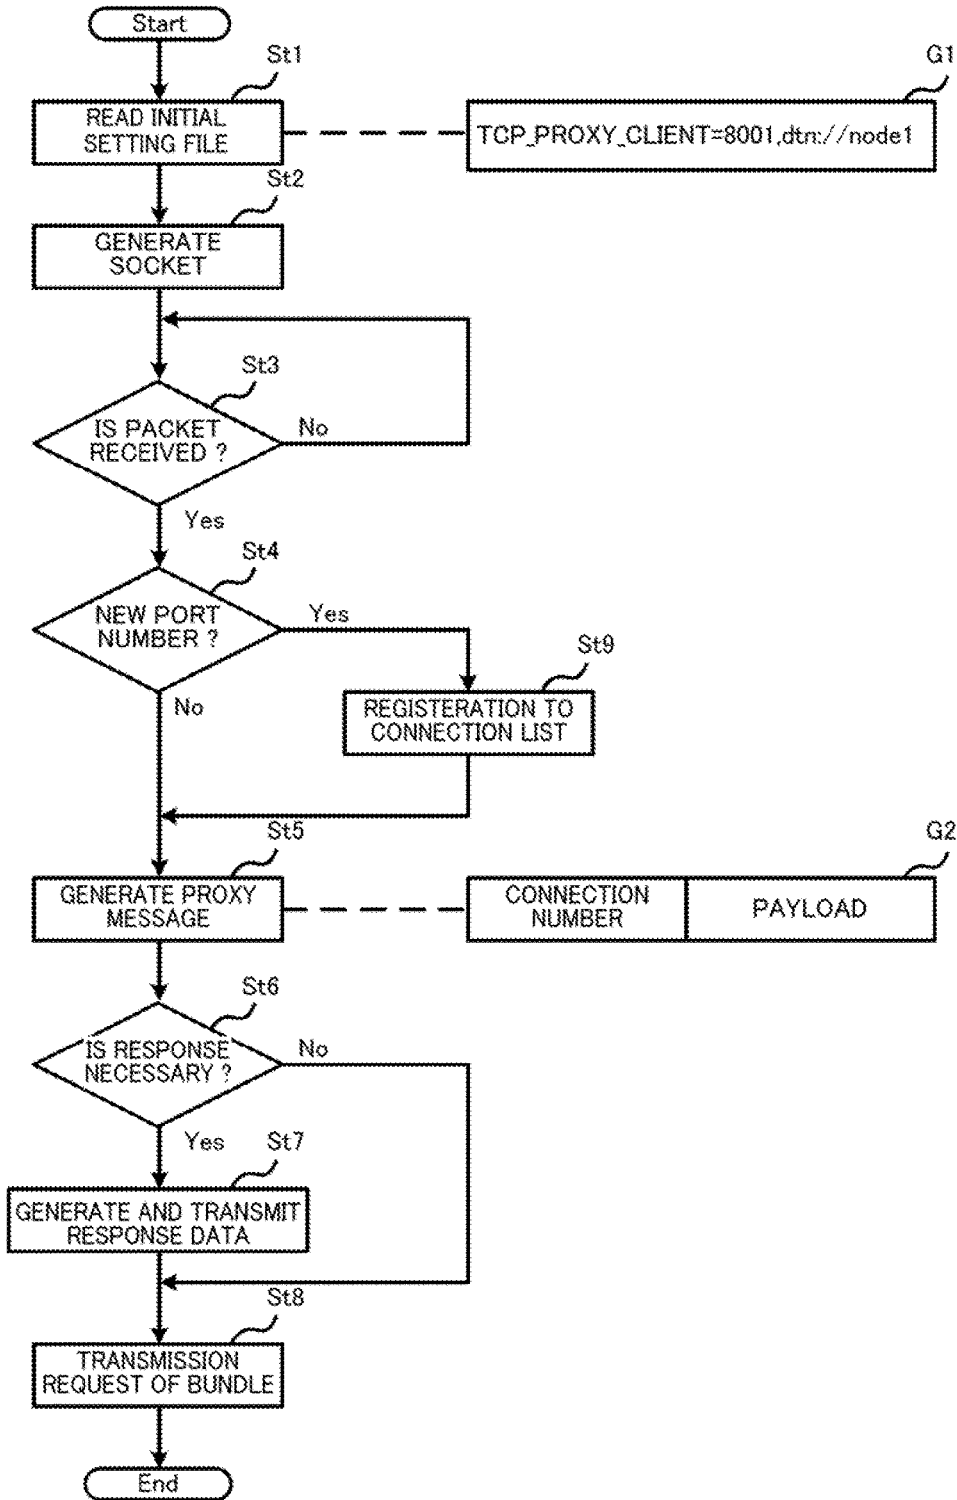 Start
St1
G1
READ INITIAL
SETTING FILE
TCP_PROXY_CLIENT=8001,dtn://node1
St2
GENERATE
SOCKET
St3
IS PACKET
RECEIVED ?
No
Yes
St4
NEW PORT
NUMBER ?
Yes
St9
No
REGISTERATION TO
CONNECTION LIST
St5
G2
GENERATE PROXY
MESSAGE
CONNECTION
NUMBER
PAYLOAD
St6
IS RESPONSE
NECESSARY ?
No
Yes
St7
GENERATE AND TRANSMIT
RESPONSE DATA
St8
TRANSMISSION
REQUEST OF BUNDLE
End